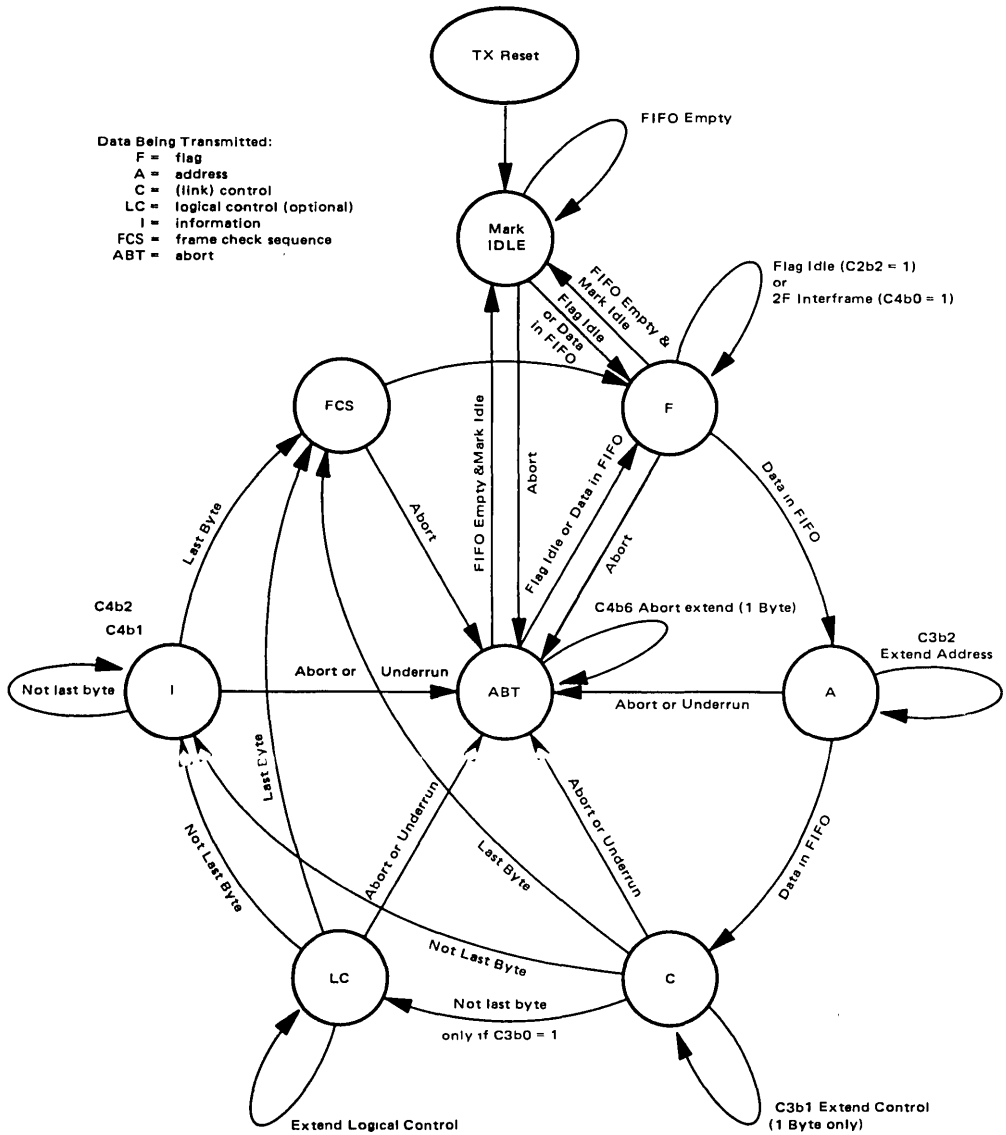 TX Reset
FIFO Empty
Data Being Transmitted:
F = flag
A = address
C = (link) control
LC = logical control (optional)
I = information
FCS = frame check sequence
ABT = abort
Mark
IDLE
FIFO Empty &
Mark Idle
Flag Idle
or Data
in FIFO
Flag Idle (C2b2 = 1)
or
2F Interframe (C4b0 = 1)
FCS
F
FIFO Empty &Mark Idle
Abort
Flag Idle or Data in FIFO
Abort
Data in FIFO
Abort
Last Byte
C4b2
C4b1
C4b6 Abort extend (1 Byte)
C3b2
Extend Address
Not last byte
I
Abort or Underrun
ABT
Abort or Underrun
A
Last Byte
Not Last Byte
Abort or Underrun
Last Byte
Abort or Underrun
Data in FIFO
Not Last Byte
LC
Not last byte
only if C3b0 = 1
C
Extend Logical Control
C3b1 Extend Control
(1 Byte only)